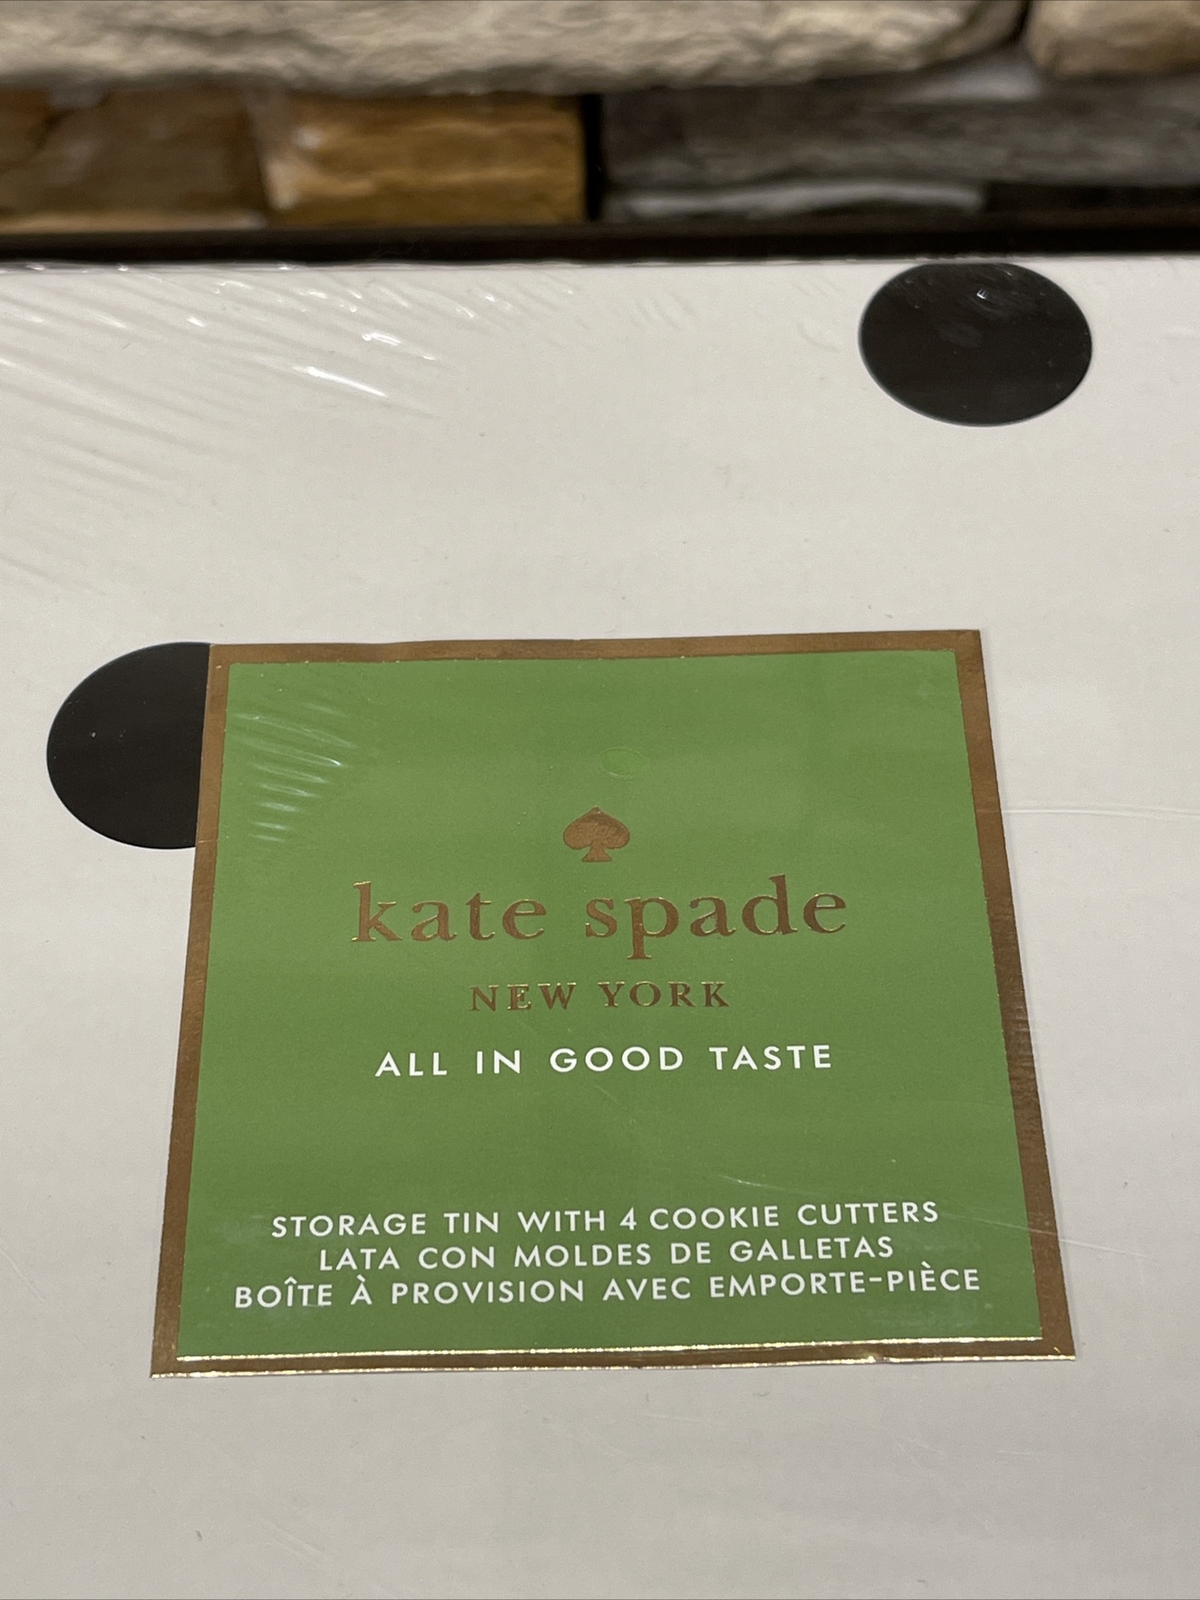 kate spade
NEW YORK
ALL IN GOOD TASTE
STORAGE TIN WITH 4 COOKIE CUTTERS
LATA CON MOLDES DE GALLETAS
BOÎTE À PROVISION AVEC EMPORTE-PIÈCE